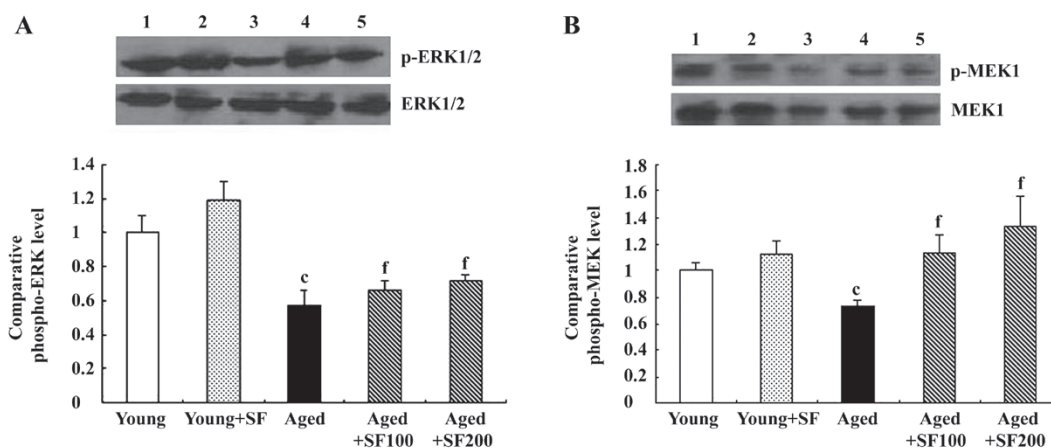 A
1 2 3 4 5
p-ERK1/2
ERK1/2
Comparative
phospho-ERK level
1.4
1.2
1
0.8
0.6
0.4
0.2
0
c
f
f
Young
Young+SF
Aged
Aged
+SF100
Aged
+SF200
B
1 2 3 4 5
p-MEK1
MEK1
Comparative
phospho-MEK level
1.8
1.6
1.4
1.2
1
0.8
0.6
0.4
0.2
0
c
f
f
Young
Young+SF
Aged
Aged
+SF100
Aged
+SF200